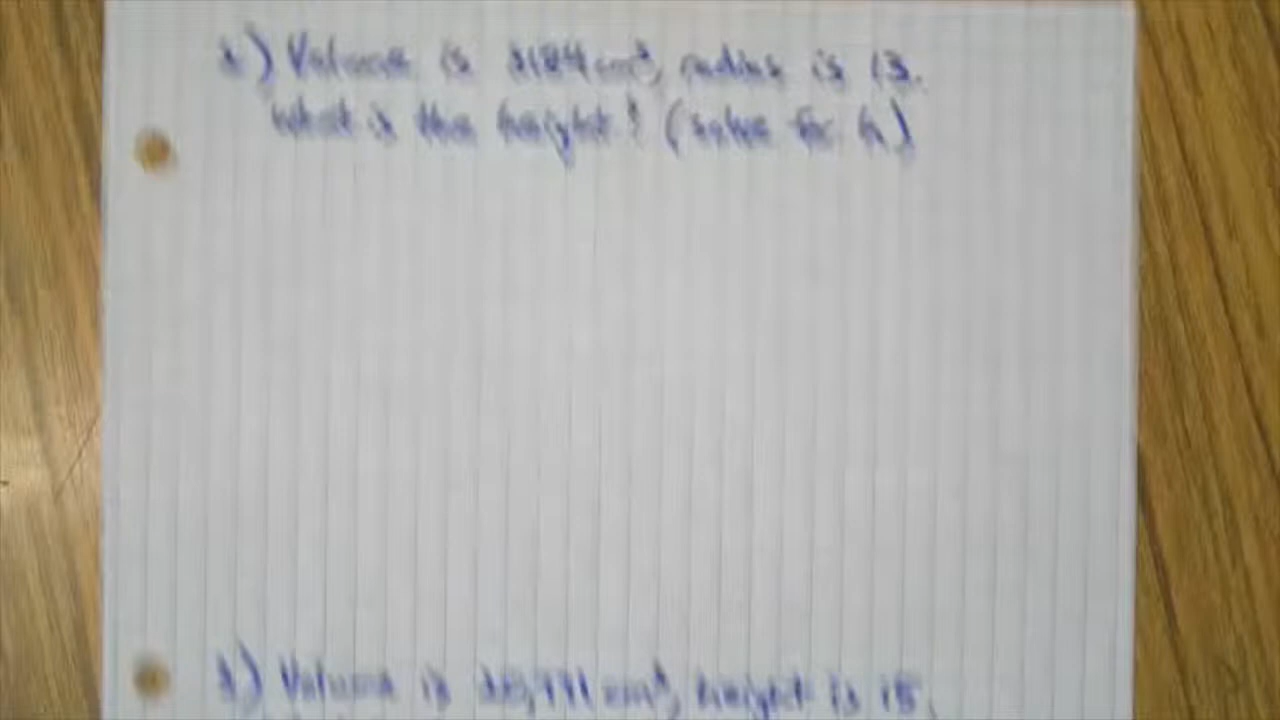 Volume is cm³, radius is 13.
What is the height? (solve for h)
Volume is cm³, height is 15.